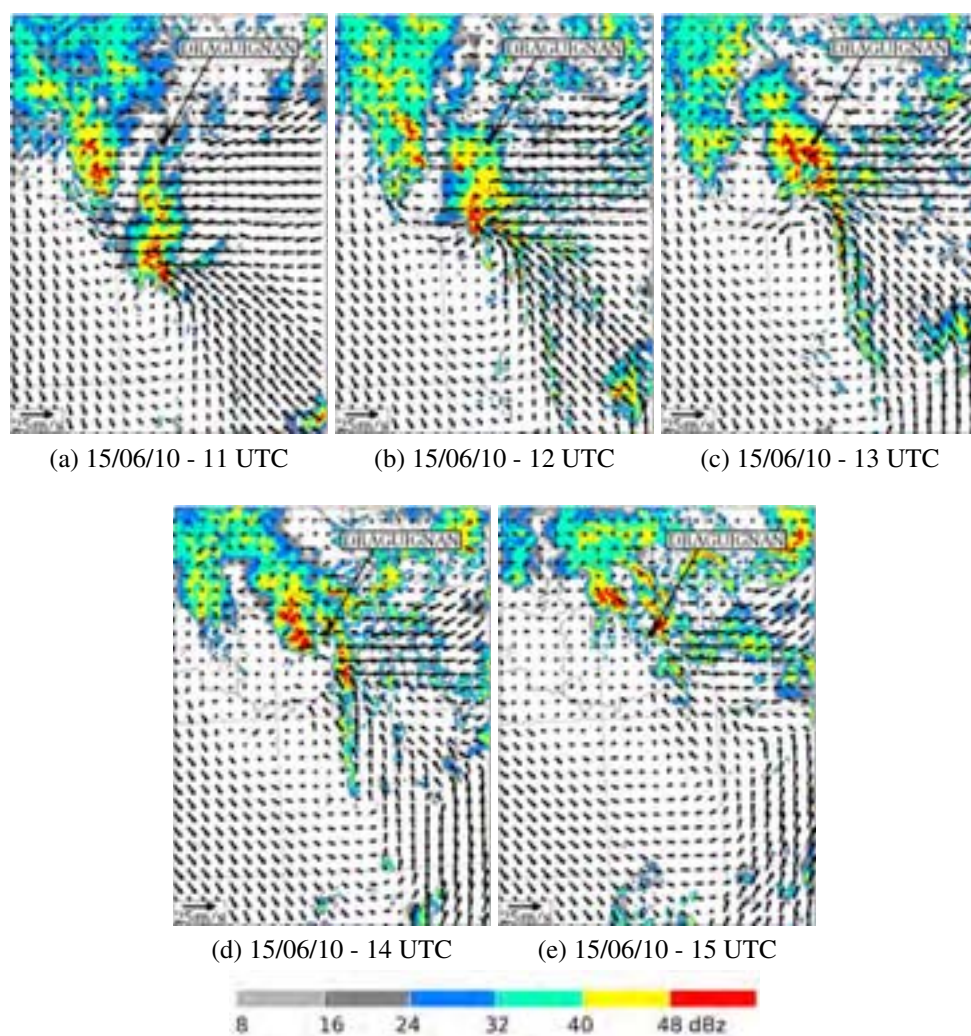 DRAGUIGNAN
DRAGUIGNAN
DRAGUIGNAN
25m/s
25m/s
25m/s
(a) 15/06/10 - 11 UTC
(b) 15/06/10 - 12 UTC
(c) 15/06/10 - 13 UTC
DRAGUIGNAN
DRAGUIGNAN
25m/s
25m/s
(d) 15/06/10 - 14 UTC
(e) 15/06/10 - 15 UTC
8 16 24 32 40 48 dBz